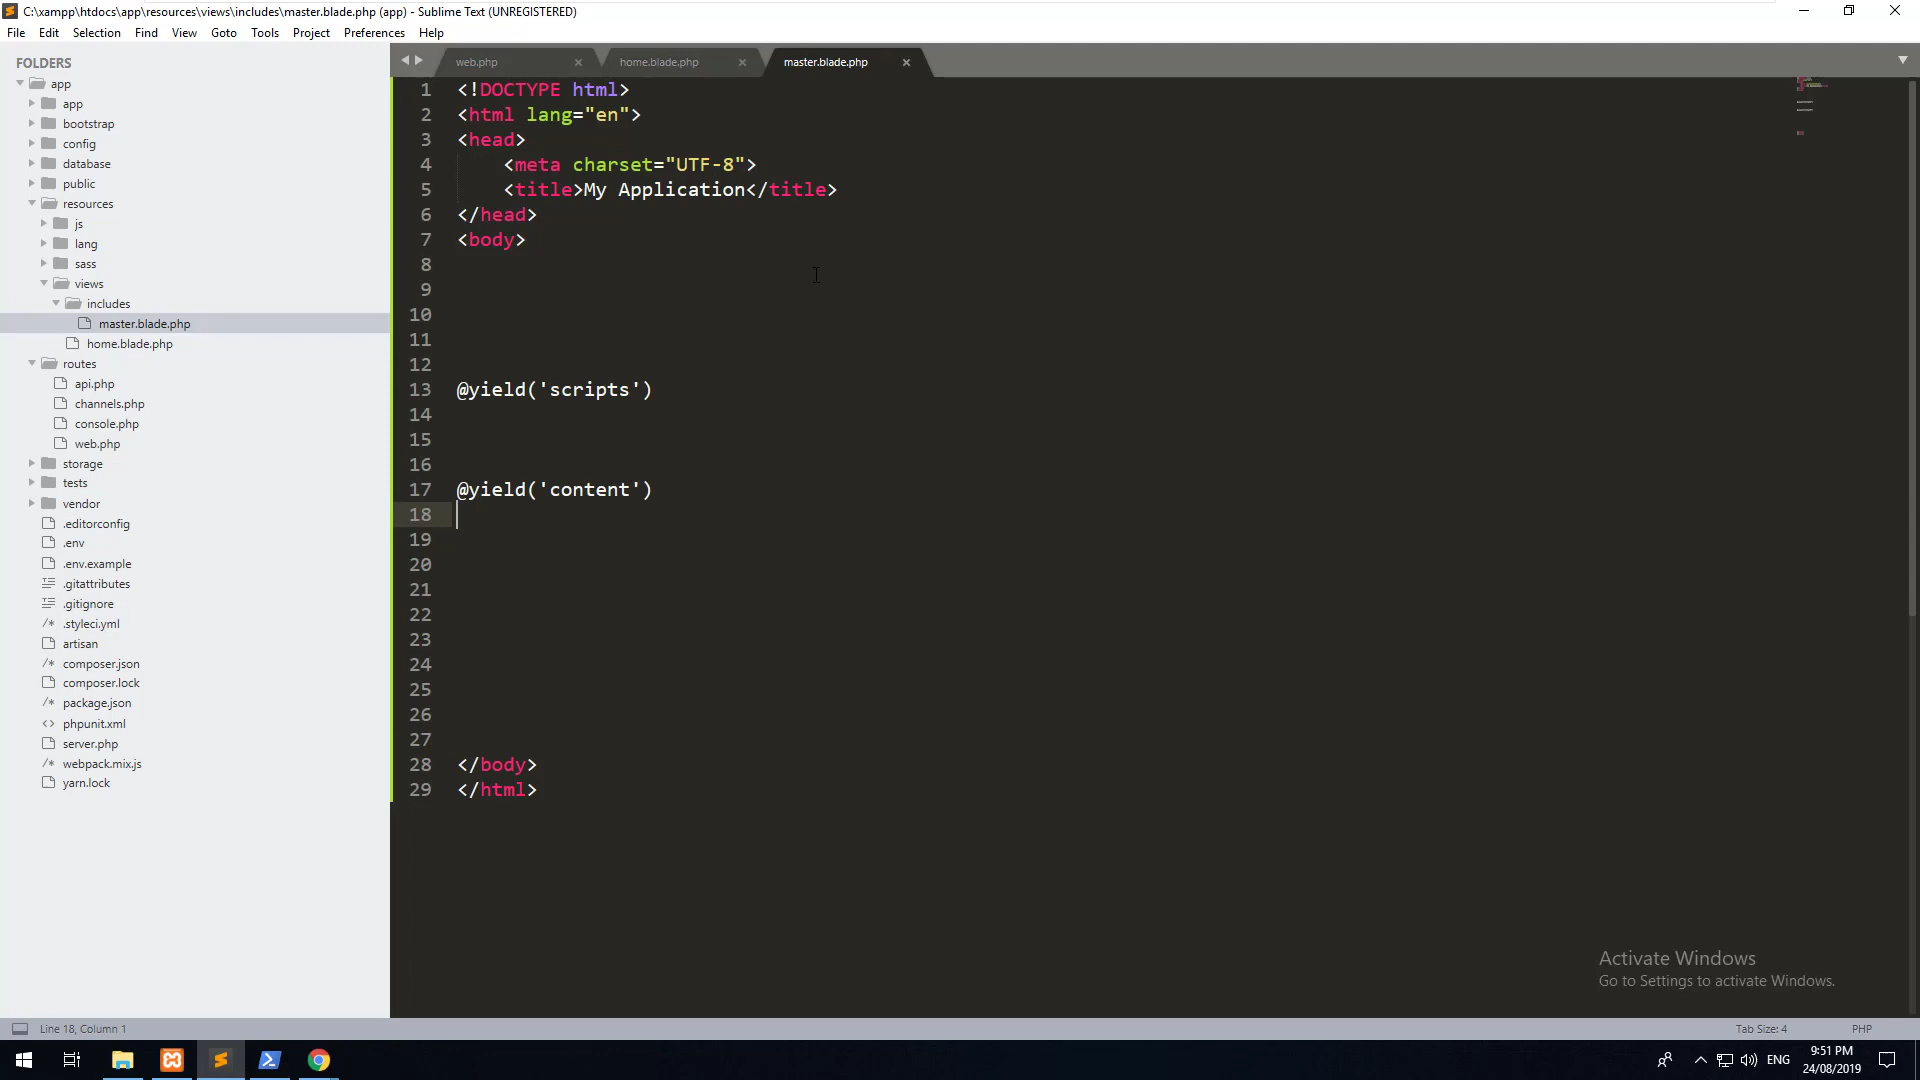 C:\xampp\htdocs\app\resources\views\includes\master.blade.php (app) - Sublime Text (UNREGISTERED)
File Edit Selection Find View Goto Tools Project Preferences Help
FOLDERS
app
app
bootstrap
config
database
public
resources
js
lang
sass
views
includes
master.blade.php
home.blade.php
routes
api.php
channels.php
console.php
web.php
storage
tests
vendor
.editorconfig
.env
.env.example
.gitattributes
.gitignore
.styleci.yml
artisan
composer.json
composer.lock
package.json
phpunit.xml
server.php
webpack.mix.js
yarn.lock
web.php home.blade.php master.blade.php
1 <!DOCTYPE html>
2 <html lang="en">
3 <head>
4 <meta charset="UTF-8">
5 <title>My Application</title>
6 </head>
7 <body>
8
9
10
11
12
13 @yield('scripts')
14
15
16
17 @yield('content')
18
19
20
21
22
23
24
25
26
27
28 </body>
29 </html>
Activate Windows
Go to Settings to activate Windows.
Line 18, Column 1 Tab Size: 4 PHP
ENG
9:51 PM
24/08/2019